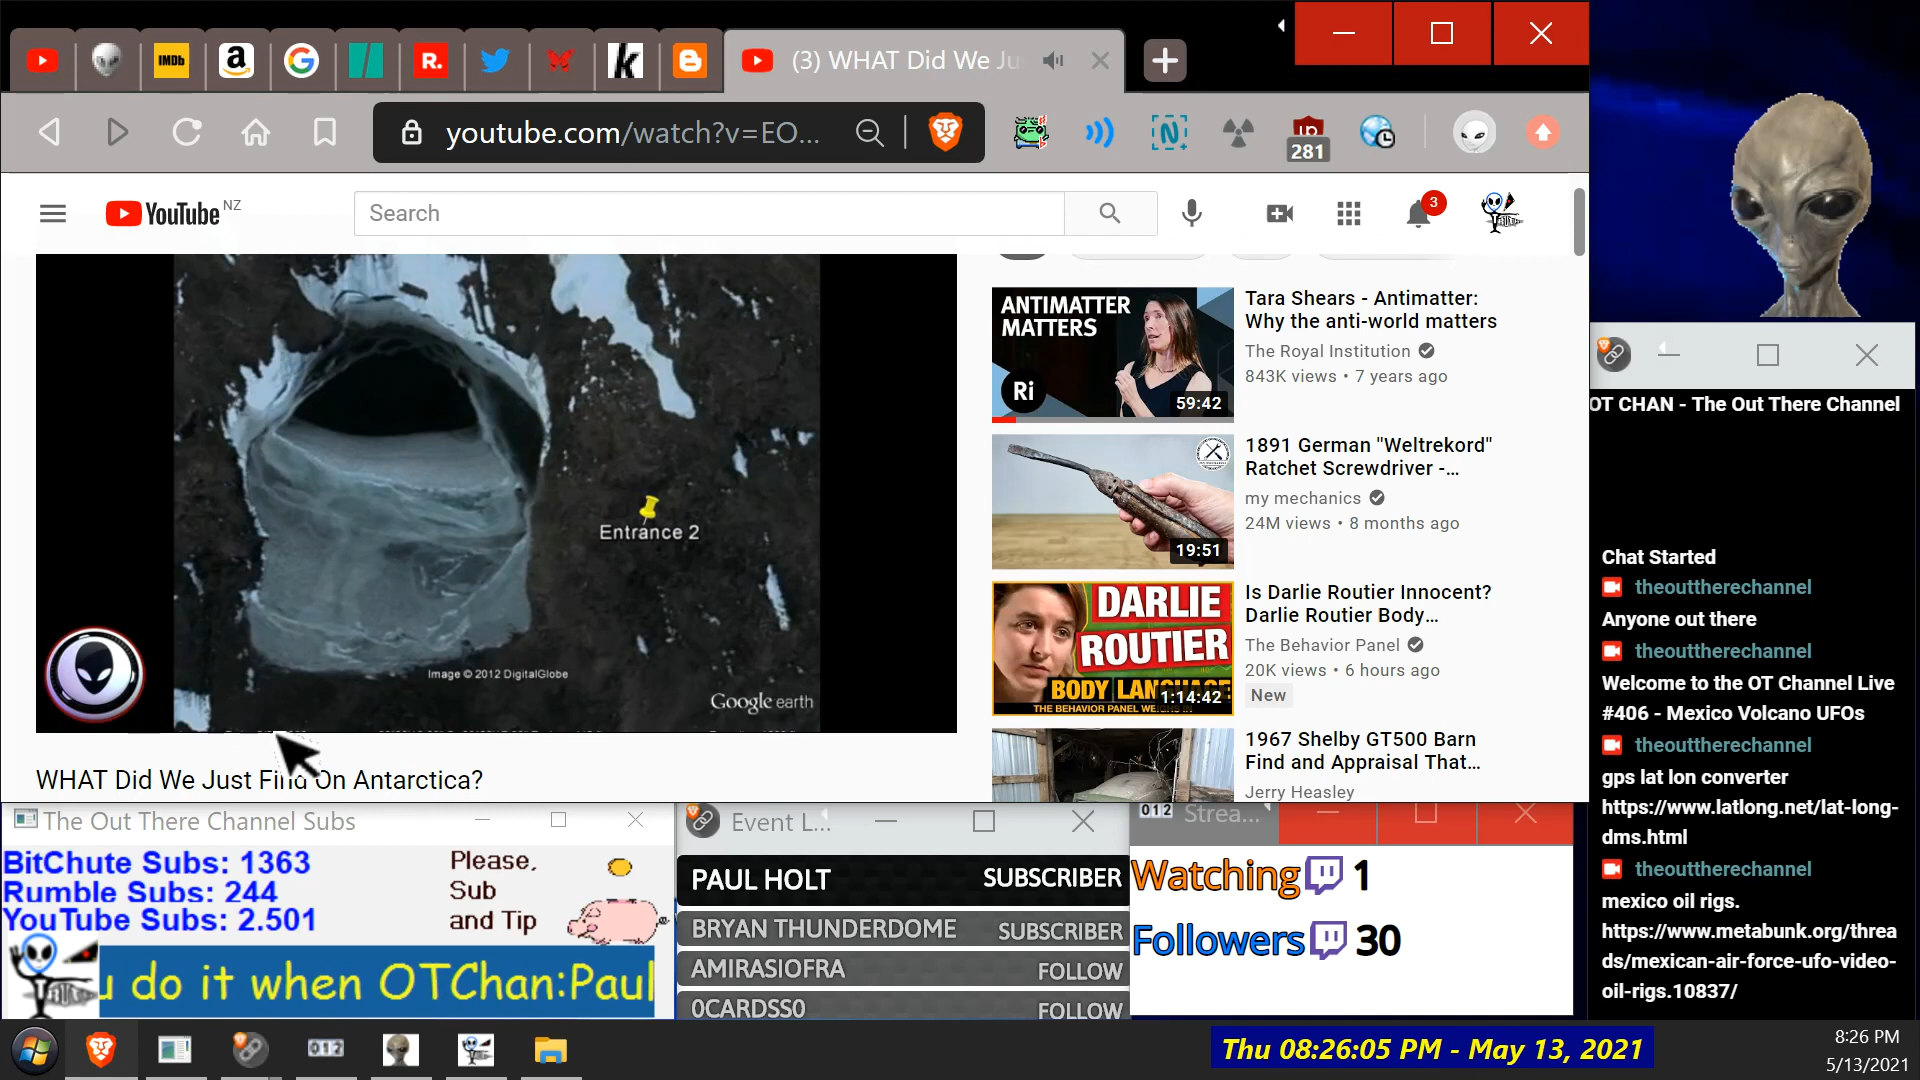 (3) WHAT Did We Ju
youtube.com/watch?v=EO...
281
YouTube NZ
Search
3
Entrance 2
Image © 2012 DigitalGlobe
Google earth
WHAT Did We Just Find On Antarctica?
ANTIMATTER
MATTERS
Ri
59:42
Tara Shears - Antimatter:
Why the anti-world matters
The Royal Institution
843K views • 7 years ago
19:51
1891 German "Weltrekord"
Ratchet Screwdriver -...
my mechanics
24M views • 8 months ago
DARLIE
ROUTIER
BODY LANGUAGE
THE BEHAVIOR PANEL WEIGHS IN
1:14:42
Is Darlie Routier Innocent?
Darlie Routier Body...
The Behavior Panel
20K views • 6 hours ago
New
1967 Shelby GT500 Barn
Find and Appraisal That...
Jerry Heasley
OT CHAN - The Out There Channel
Chat Started
theouttherechannel
Anyone out there
theouttherechannel
Welcome to the OT Channel Live
#406 - Mexico Volcano UFOs
theouttherechannel
gps lat lon converter
https://www.latlong.net/lat-long-
dms.html
theouttherechannel
mexico oil rigs.
https://www.metabunk.org/threa
ds/mexican-air-force-ufo-video-
oil-rigs.10837/
The Out There Channel Subs
BitChute Subs: 1363
Rumble Subs: 244
YouTube Subs: 2.501
Please,
Sub
and Tip
u do it when OTChan:Paul
Event L...
PAUL HOLT SUBSCRIBER
BRYAN THUNDERDOME SUBSCRIBER
AMIRASIOFRA FOLLOW
0CARDSS0 FOLLOW
012 Strea...
Watching 1
Followers 30
012
Thu 08:26:05 PM - May 13, 2021
8:26 PM
5/13/2021